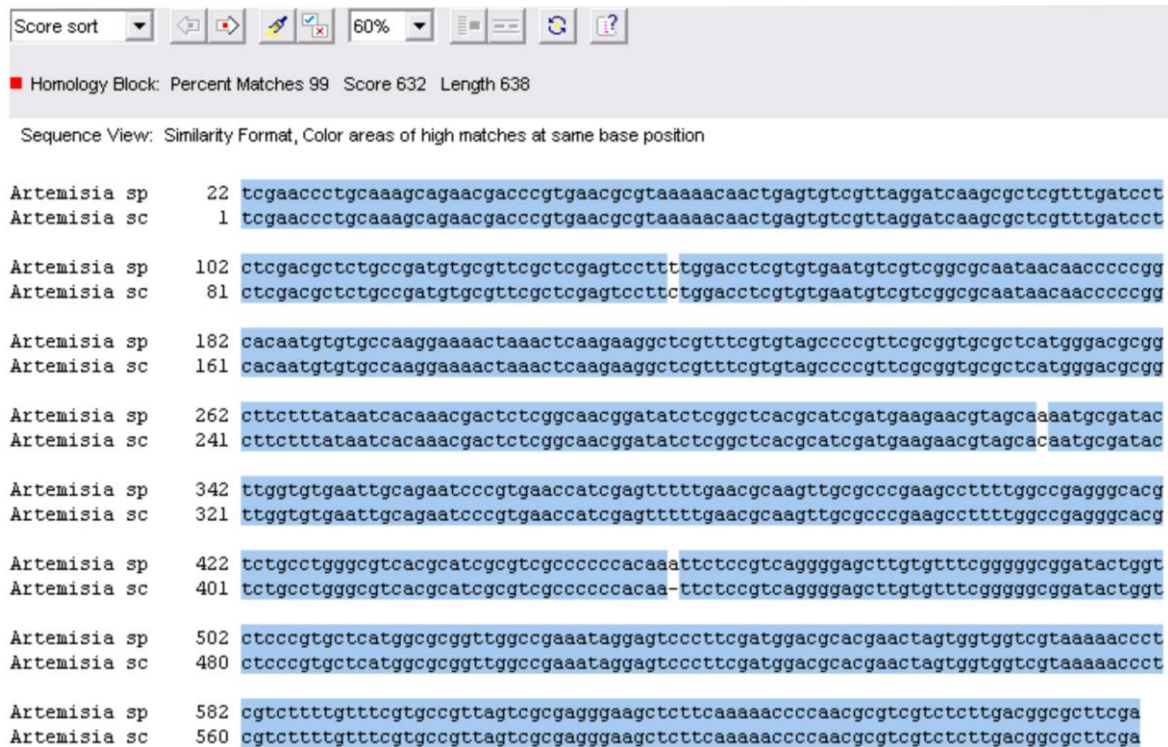 Score sort 60%
Homology Block: Percent Matches 99 Score 632 Length 638
Sequence View: Similarity Format, Color areas of high matches at same base position
Artemisia sp 22 tcgaaccctgcaaagcagaacgacccgtgaacgcgtaaaaacaactgagtgtcgttaggatcaagcgctcgtttgatcct
Artemisia sc 1 tcgaaccctgcaaagcagaacgacccgtgaacgcgtaaaaacaactgagtgtcgttaggatcaagcgctcgtttgatcct
Artemisia sp 102 ctcgacgctctgccgatgtgcgttcgctcgagtccttttggacctcgtgtgaatgtcgtcggcgcaataacaacccccgg
Artemisia sc 81 ctcgacgctctgccgatgtgcgttcgctcgagtccttctggacctcgtgtgaatgtcgtcggcgcaataacaacccccgg
Artemisia sp 182 cacaatgtgtgccaaggaaaactaaactcaagaaggctcgtttcgtgtagccccgttcgcggtgcgctcatgggacgcgg
Artemisia sc 161 cacaatgtgtgccaaggaaaactaaactcaagaaggctcgtttcgtgtagccccgttcgcggtgcgctcatgggacgcgg
Artemisia sp 262 cttctttataatcacaaacgactctcggcaacggatatctcggctcacgcatcgatgaagaacgtagcaaaatgcgatac
Artemisia sc 241 cttctttataatcacaaacgactctcggcaacggatatctcggctcacgcatcgatgaagaacgtagcacaatgcgatac
Artemisia sp 342 ttggtgtgaattgcagaatcccgtgaaccatcgagtttttgaacgcaagttgcgcccgaagccttttggccgagggcacg
Artemisia sc 321 ttggtgtgaattgcagaatcccgtgaaccatcgagtttttgaacgcaagttgcgcccgaagccttttggccgagggcacg
Artemisia sp 422 tctgcctgggcgtcacgcatcgcgtcgcccccccacaaattctccgtcaggggagcttgtgtttcgggggcggatactggt
Artemisia sc 401 tctgcctgggcgtcacgcatcgcgtcgcccccccacaa-ttctccgtcaggggagcttgtgtttcgggggcggatactggt
Artemisia sp 502 ctcccgtgctcatggcgcggttggccgaaataggagtcccttcgatggacgcacgaactagtggtggtcgtaaaaaccct
Artemisia sc 480 ctcccgtgctcatggcgcggttggccgaaataggagtcccttcgatggacgcacgaactagtggtggtcgtaaaaaccct
Artemisia sp 582 cgtcttttgtttcgtgccgttagtcgcgagggaagctcttcaaaaaccccaacgcgtcgtctcttgacggcgcttcga
Artemisia sc 560 cgtcttttgtttcgtgccgttagtcgcgagggaagctcttcaaaaaccccaacgcgtcgtctcttgacggcgcttcga